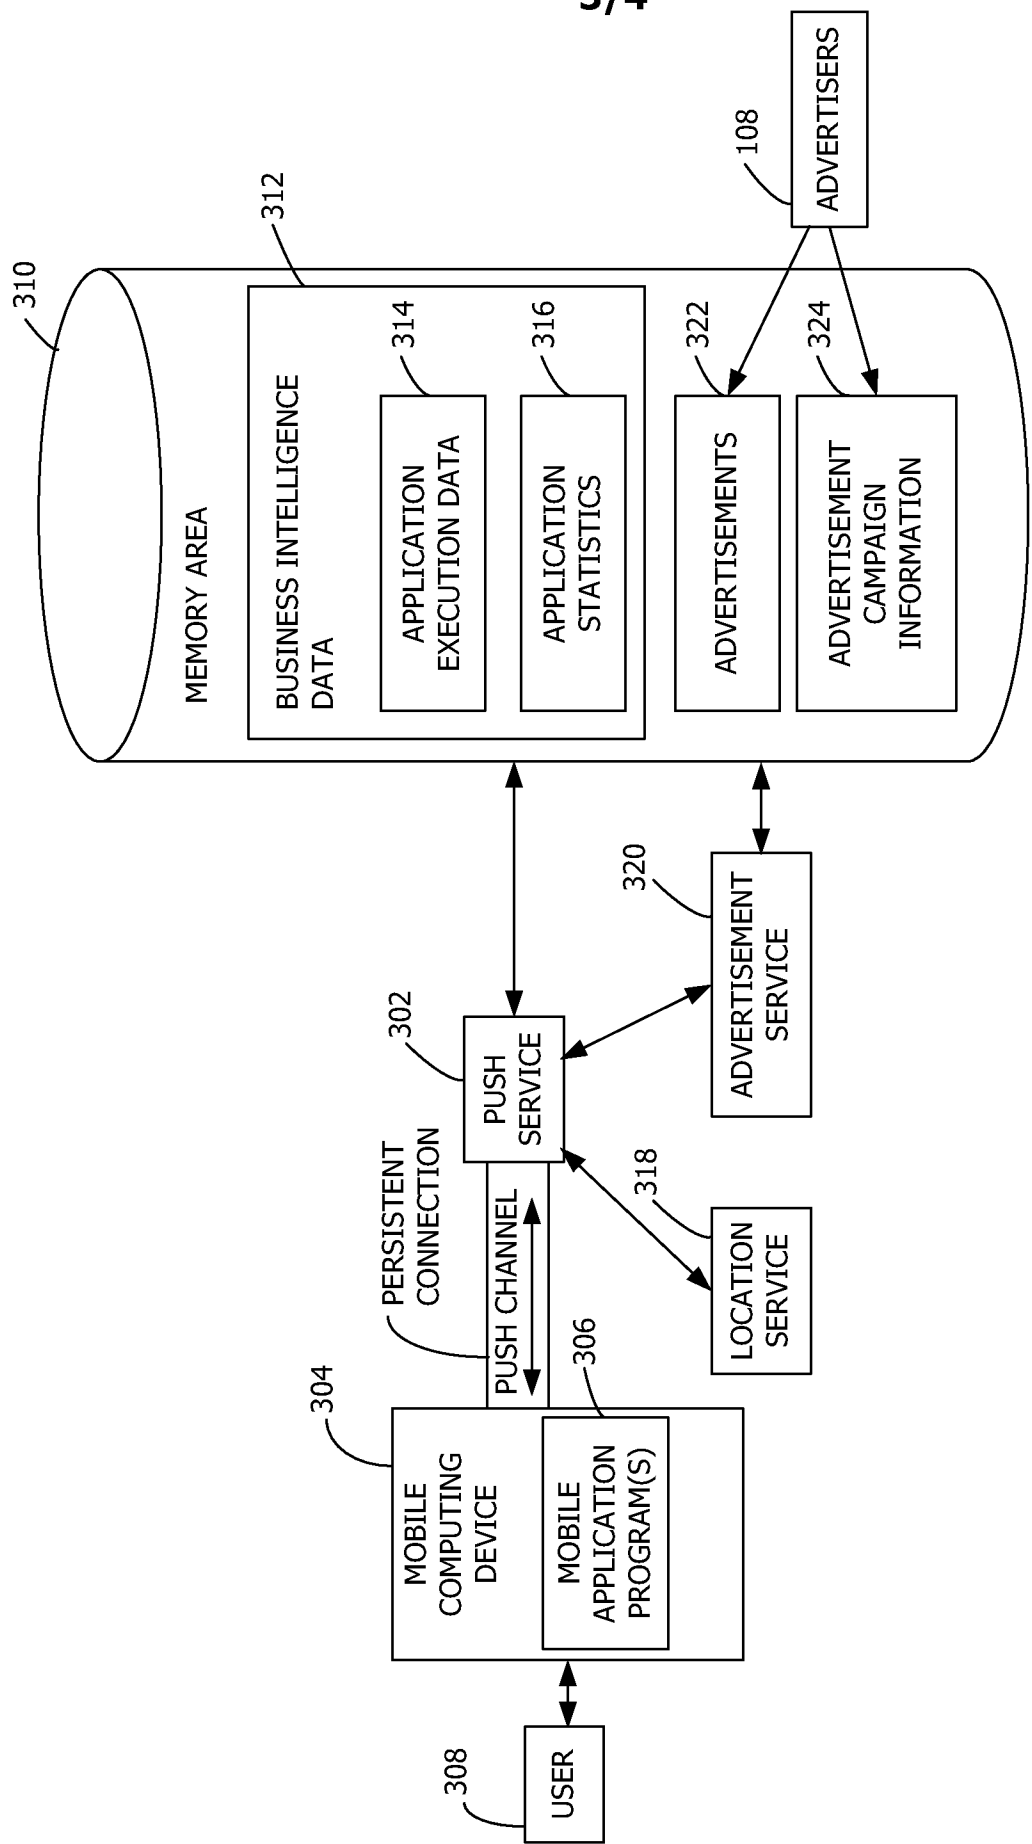 3/4
308
USER
304
MOBILE
COMPUTING
DEVICE
306
MOBILE
APPLICATION
PROGRAM(S)
PERSISTENT
CONNECTION
PUSH CHANNEL
302
PUSH
SERVICE
318
LOCATION
SERVICE
320
ADVERTISEMENT
SERVICE
310
MEMORY AREA
312
BUSINESS INTELLIGENCE
DATA
314
APPLICATION
EXECUTION DATA
316
APPLICATION
STATISTICS
322
ADVERTISEMENTS
324
ADVERTISEMENT
CAMPAIGN
INFORMATION
108
ADVERTISERS